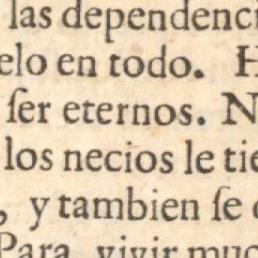 las dependenci
elo en todo. H
ſer eternos. N
los necios le tie
, y tambien ſe d
Para vivir muc